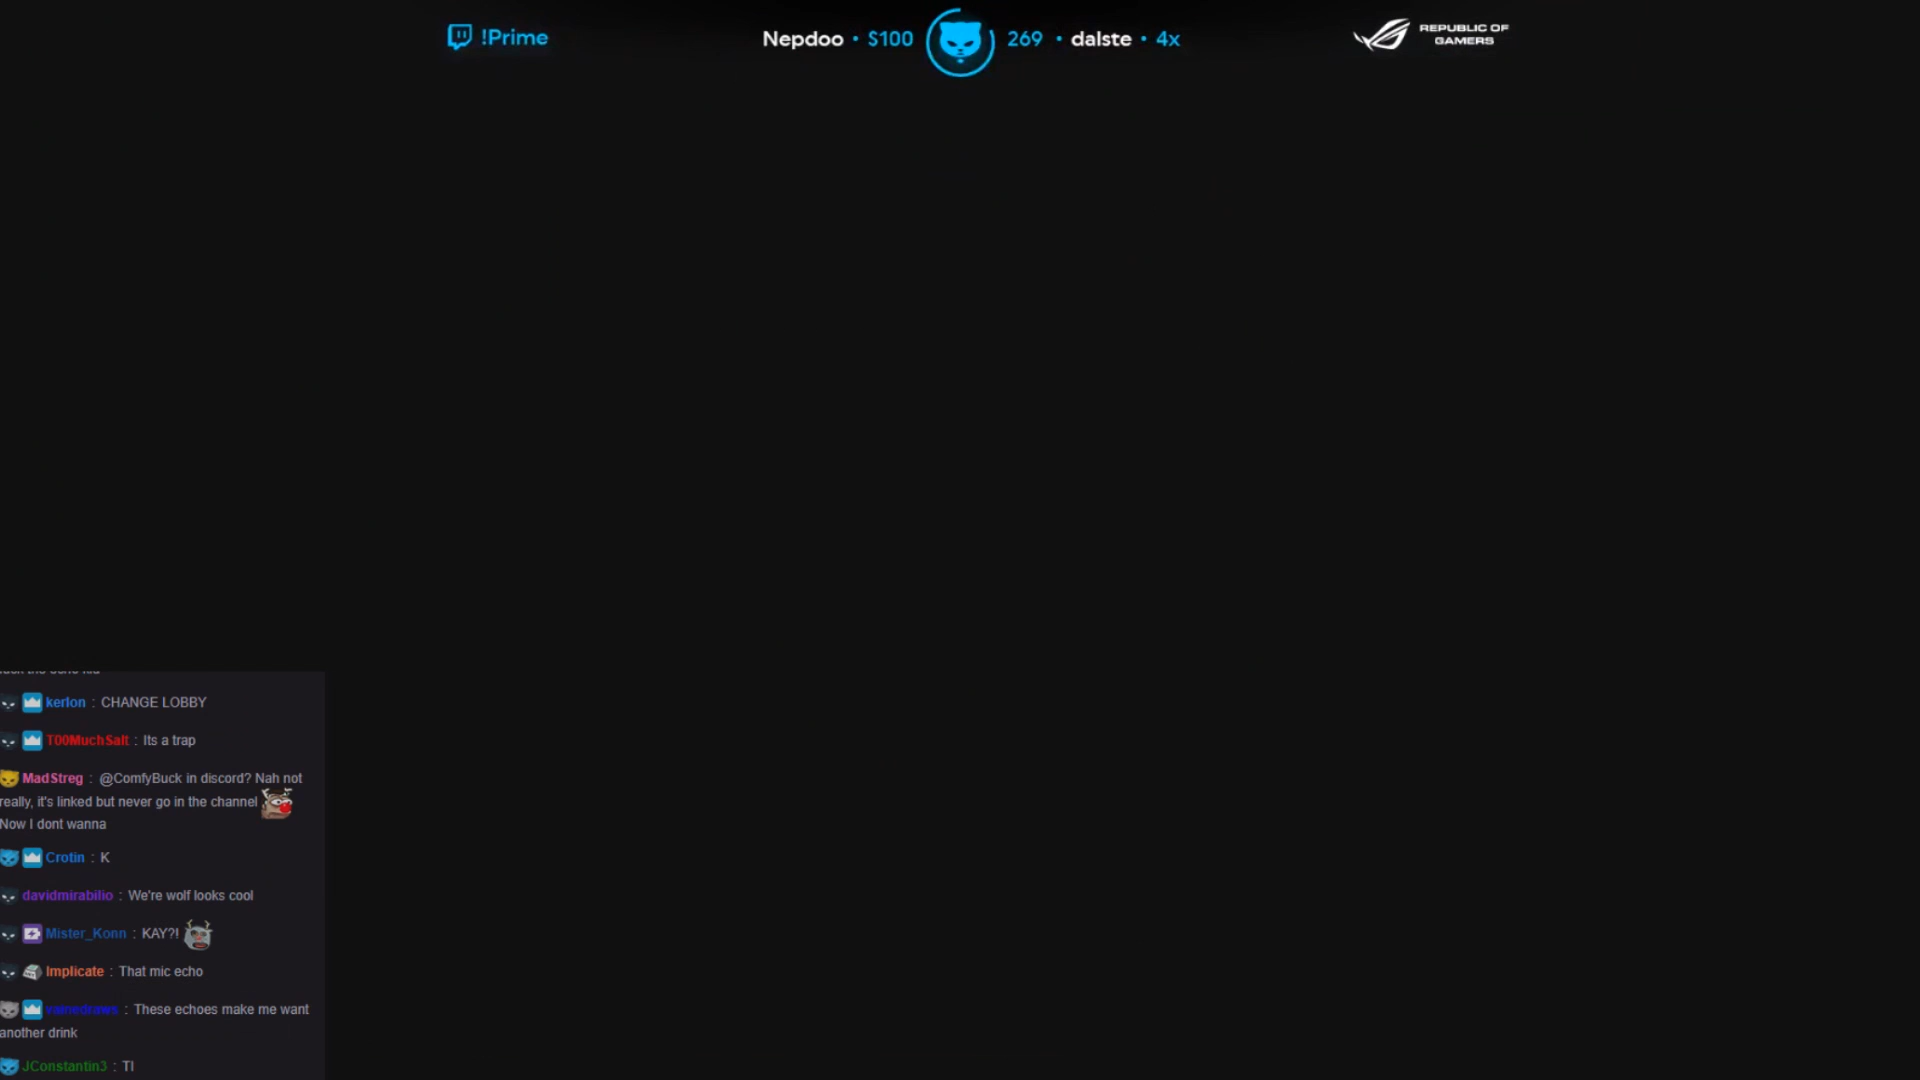 !Prime
Nepdoo • $100
269 • dalste • 4x
REPUBLIC OF
GAMERS
kerlon : CHANGE LOBBY
T00MuchSalt : Its a trap
MadStreg : @ComfyBuck in discord? Nah not
really, it's linked but never go in the channel
Now I dont wanna
Crotin : K
davidmirabilio : We're wolf looks cool
Mister_Konn : KAY?!
Implicate : That mic echo
vamedraws : These echoes make me want
another drink
JConstantin3 : TI